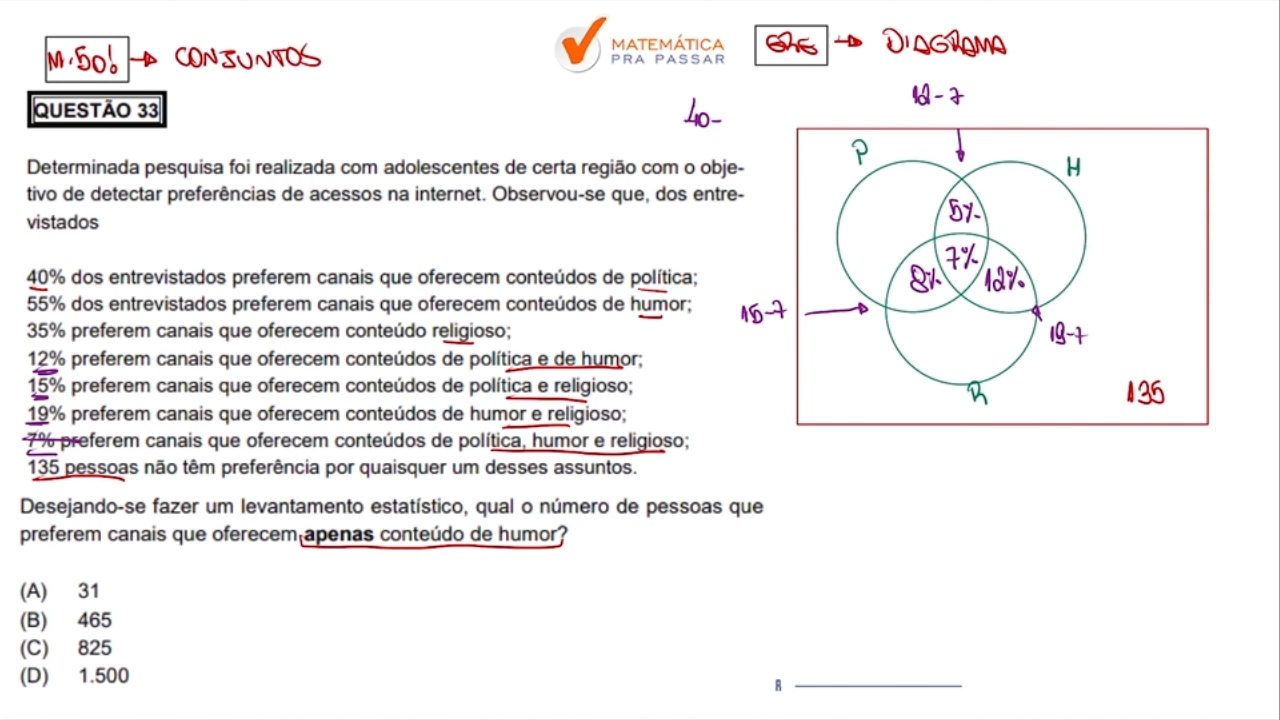 M.50! → CONJUNTOS
MATEMÁTICA
PRA PASSAR
→ DIAGRAMA
QUESTÃO 33
40-
12-7
Determinada pesquisa foi realizada com adolescentes de certa região com o obje-
tivo de detectar preferências de acessos na internet. Observou-se que, dos entre-
vistados
40% dos entrevistados preferem canais que oferecem conteúdos de política;
55% dos entrevistados preferem canais que oferecem conteúdos de humor;
35% preferem canais que oferecem conteúdo religioso;
12% preferem canais que oferecem conteúdos de política e de humor;
15% preferem canais que oferecem conteúdos de política e religioso;
19% preferem canais que oferecem conteúdos de humor e religioso;
7% preferem canais que oferecem conteúdos de política, humor e religioso;
135 pessoas não têm preferência por quaisquer um desses assuntos.
Desejando-se fazer um levantamento estatístico, qual o número de pessoas que
preferem canais que oferecem apenas conteúdo de humor?
(A) 31
(B) 465
(C) 825
(D) 1.500
P
H
5%
7%
8% 12%
15-7
19-7
R
135
R